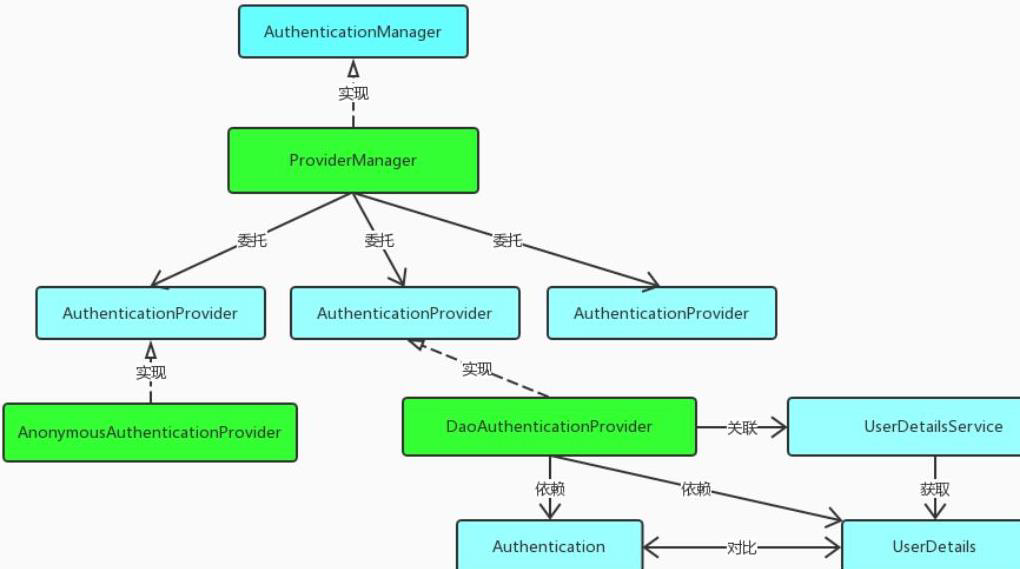 AuthenticationManager
实现
ProviderManager
委托
委托
委托
AuthenticationProvider
AuthenticationProvider
AuthenticationProvider
实现
实现
AnonymousAuthenticationProvider
DaoAuthenticationProvider
关联
UserDetailsService
依赖
依赖
获取
Authentication
对比
UserDetails